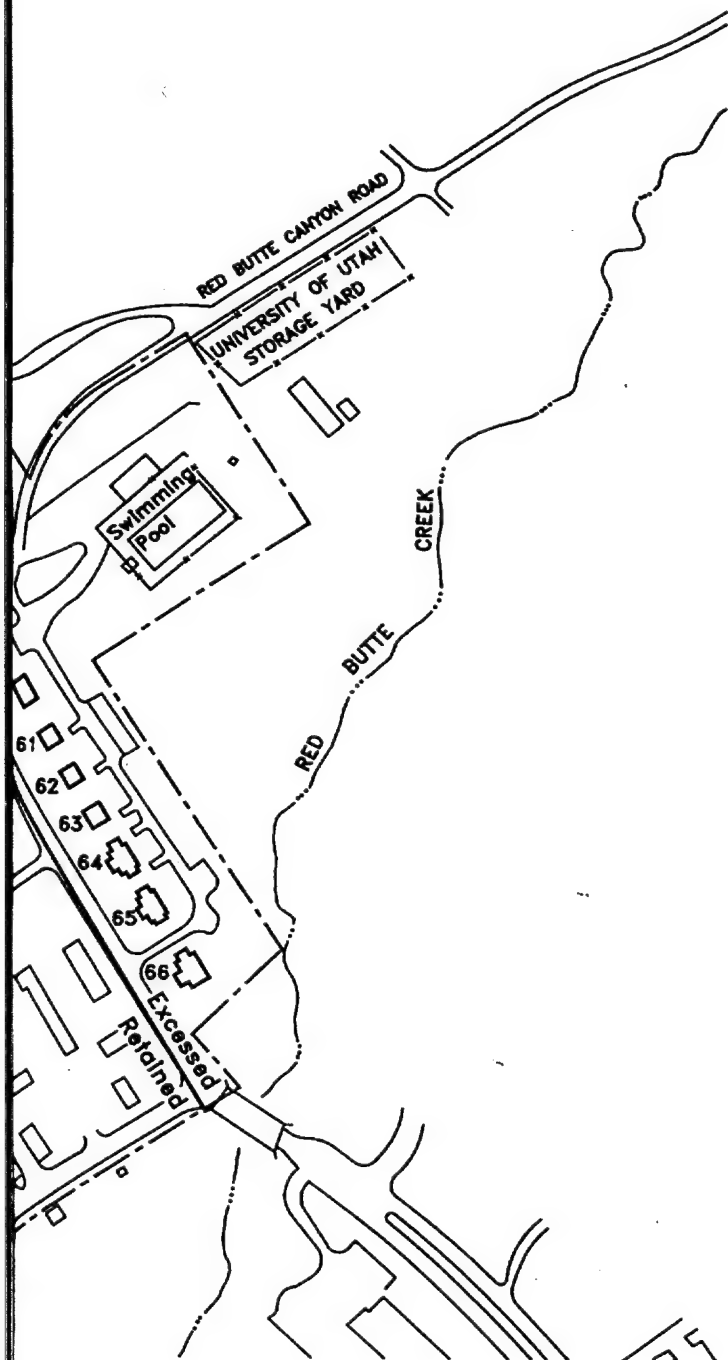 RED BUTTE CANYON ROAD
UNIVERSITY OF UTAH
STORAGE YARD
Swimming
Pool
CREEK
BUTTE
RED
61
62
63
64
65
66
Excessed
Retained